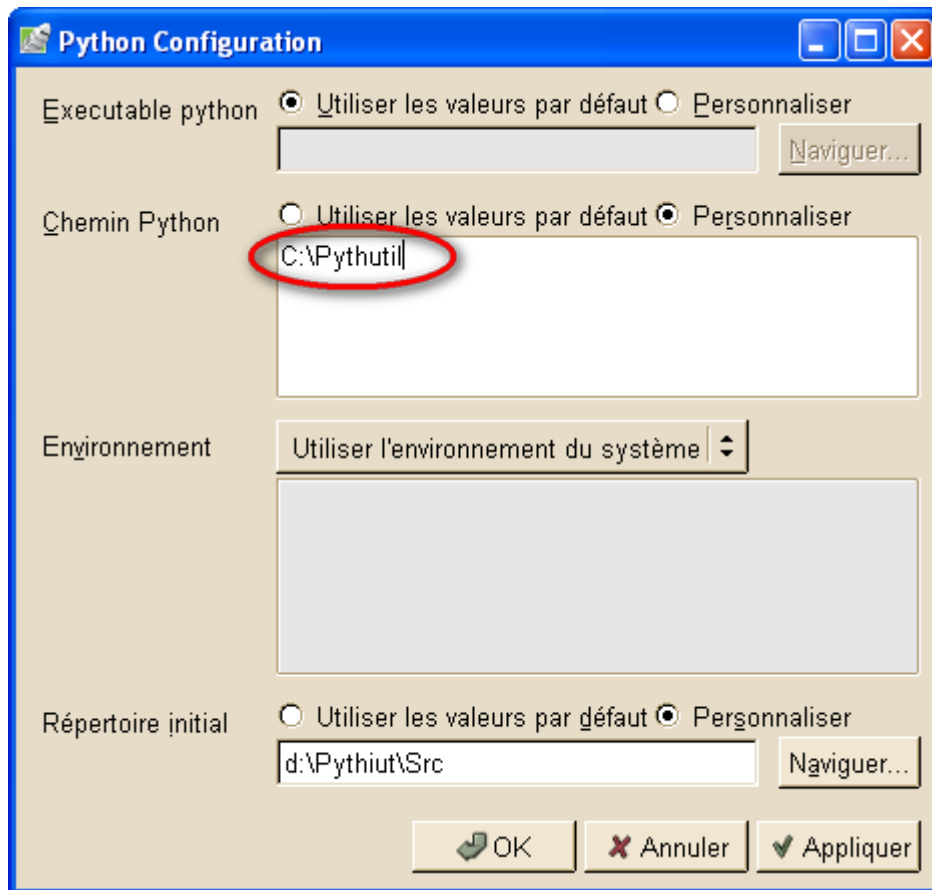 Python Configuration
Executable python
Utiliser les valeurs par défaut Personnaliser
Naviguer...
Chemin Python
Utiliser les valeurs par défaut Personnaliser
C:\Pythutil
Environnement
Utiliser l'environnement du système
Répertoire initial
Utiliser les valeurs par défaut Personnaliser
d:\Pythiut\Src
Naviguer...
OK
Annuler
Appliquer